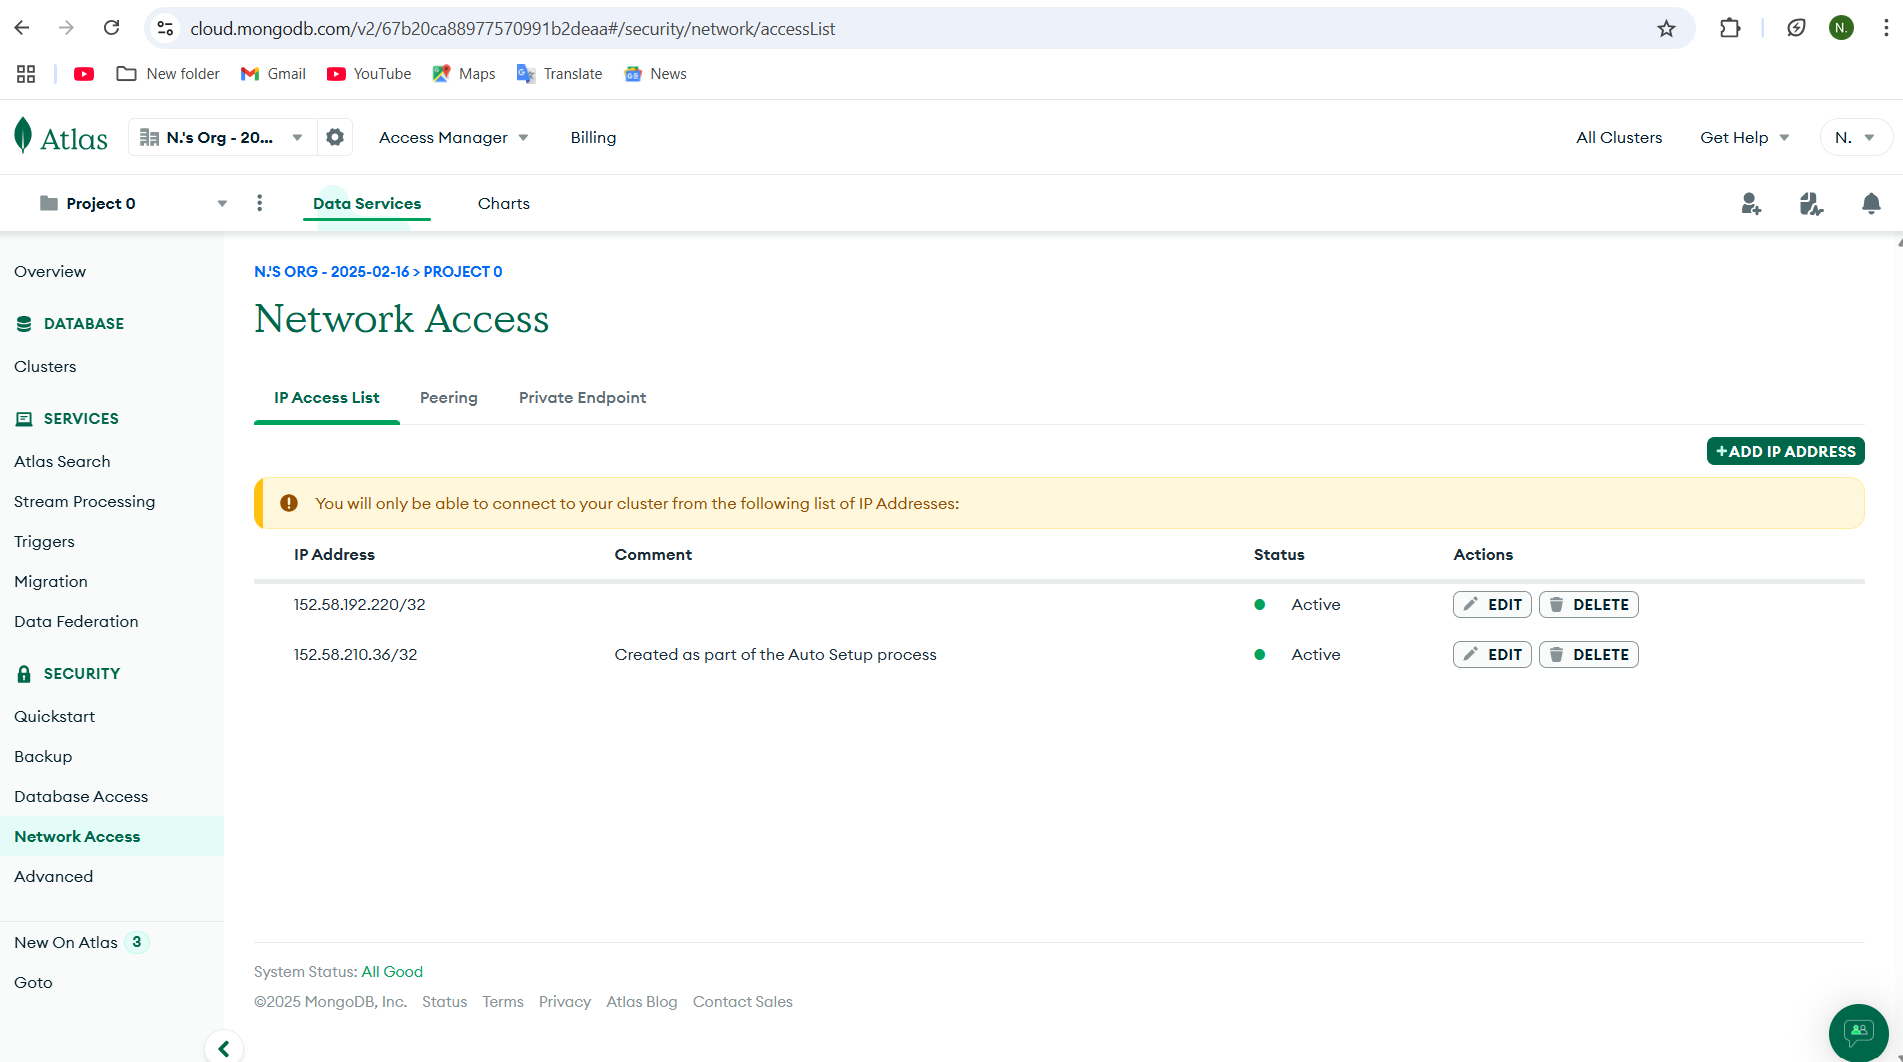 cloud.mongodb.com/v2/67b20ca88977570991b2deaa#/security/network/accessList
N.
New folder Gmail YouTube Maps Translate News
Atlas N.'s Org - 20... Access Manager Billing All Clusters Get Help N.
Project 0 Data Services Charts
Overview
DATABASE
Clusters
SERVICES
Atlas Search
Stream Processing
Triggers
Migration
Data Federation
SECURITY
Quickstart
Backup
Database Access
Network Access
Advanced
New On Atlas 3
Goto
N.'S ORG - 2025-02-16 > PROJECT 0
Network Access
IP Access List Peering Private Endpoint
+ADD IP ADDRESS
You will only be able to connect to your cluster from the following list of IP Addresses:
IP Address Comment Status Actions
152.58.192.220/32 Active EDIT DELETE
152.58.210.36/32 Created as part of the Auto Setup process Active EDIT DELETE
System Status: All Good
©2025 MongoDB, Inc. Status Terms Privacy Atlas Blog Contact Sales